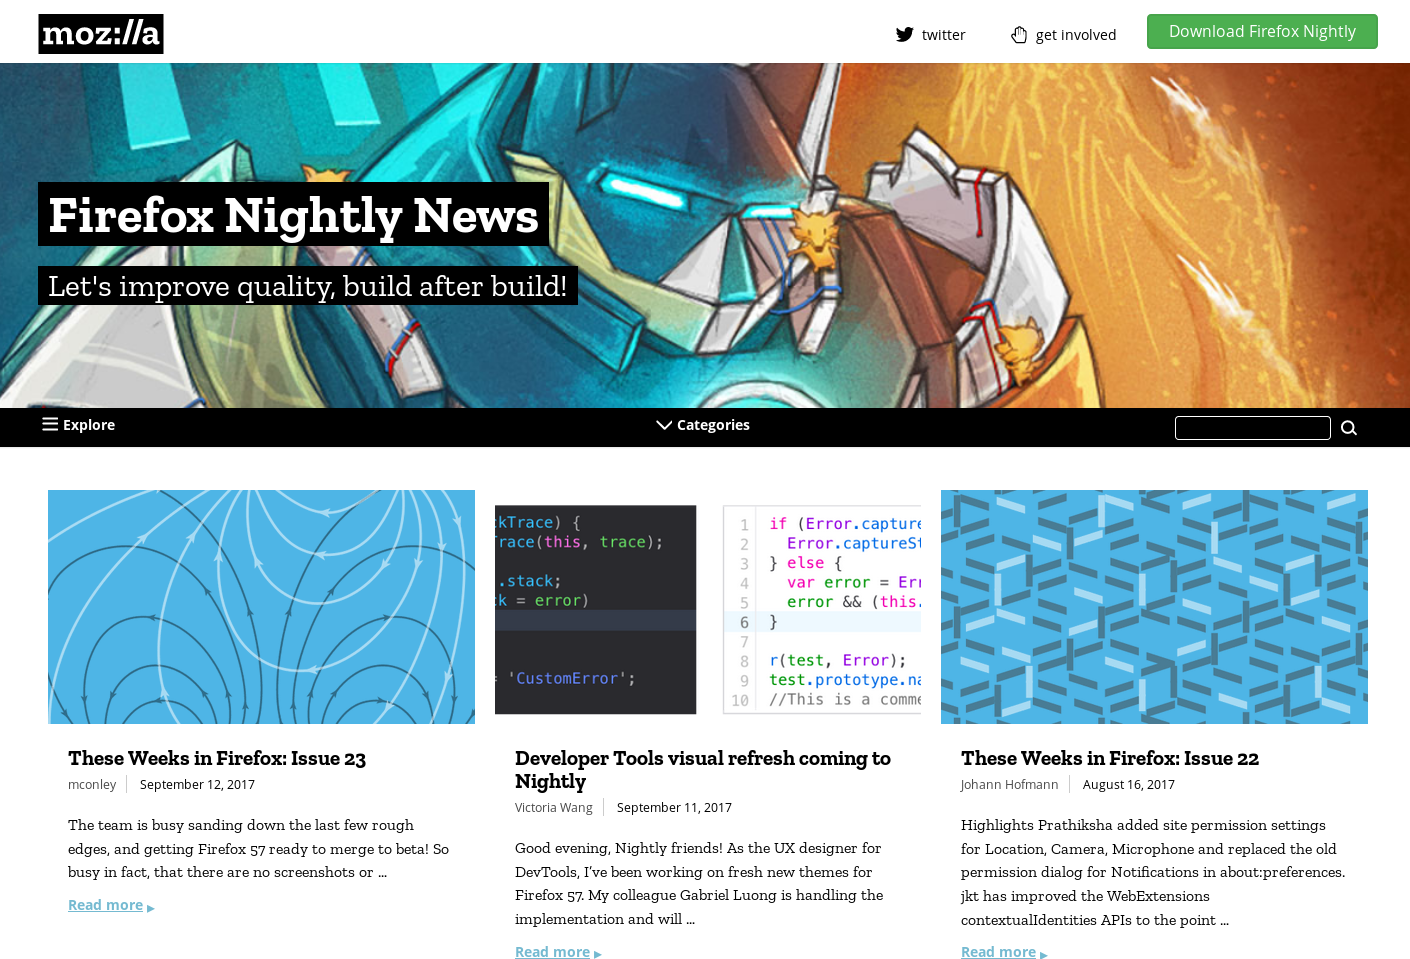 moz://a
twitter
get involved
Download Firefox Nightly
Firefox Nightly News
Let's improve quality, build after build!
Explore
Categories
ckTrace) {
Trace(this, trace);
.stack;
ck = error)
= 'CustomError';
1 if (Error.capture
2 Error.captureSt
3 } else {
4 var error = Err
5 error && (this.
6 }
7
8 r(test, Error);
9 test.prototype.na
10 //This is a comme
These Weeks in Firefox: Issue 23
mconley
September 12, 2017
The team is busy sanding down the last few rough
edges, and getting Firefox 57 ready to merge to beta! So
busy in fact, that there are no screenshots or ...
Read more
Developer Tools visual refresh coming to
Nightly
Victoria Wang
September 11, 2017
Good evening, Nightly friends! As the UX designer for
DevTools, I've been working on fresh new themes for
Firefox 57. My colleague Gabriel Luong is handling the
implementation and will ...
Read more
These Weeks in Firefox: Issue 22
Johann Hofmann
August 16, 2017
Highlights Prathiksha added site permission settings
for Location, Camera, Microphone and replaced the old
permission dialog for Notifications in about:preferences.
jkt has improved the WebExtensions
contextualIdentities APIs to the point ...
Read more